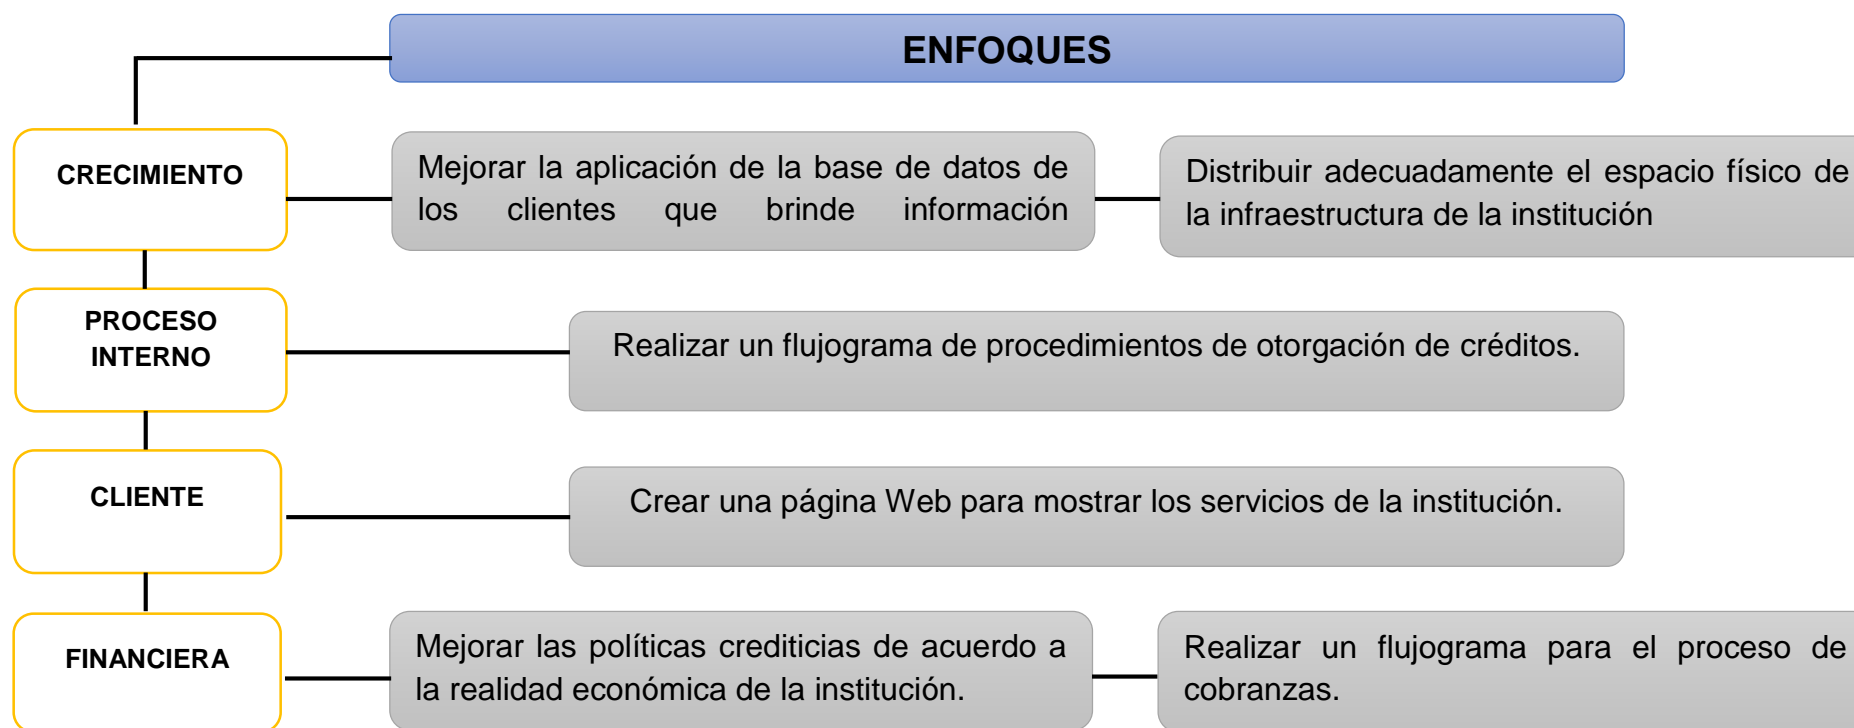 ENFOQUES
CRECIMIENTO
Mejorar la aplicación de la base de datos de
los clientes que brinde información
Distribuir adecuadamente el espacio físico de
la infraestructura de la institución
PROCESO
INTERNO
Realizar un flujograma de procedimientos de otorgación de créditos.
CLIENTE
Crear una página Web para mostrar los servicios de la institución.
FINANCIERA
Mejorar las políticas crediticias de acuerdo a
la realidad económica de la institución.
Realizar un flujograma para el proceso de
cobranzas.